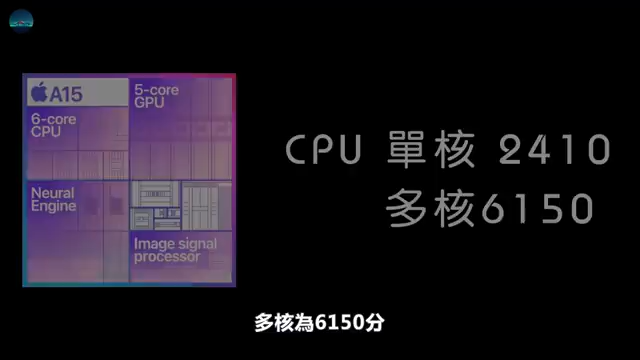 A15
5-core
GPU
6-core
CPU
Neural
Engine
Image signal
processor
CPU 單核 2410
多核6150
多核為6150分